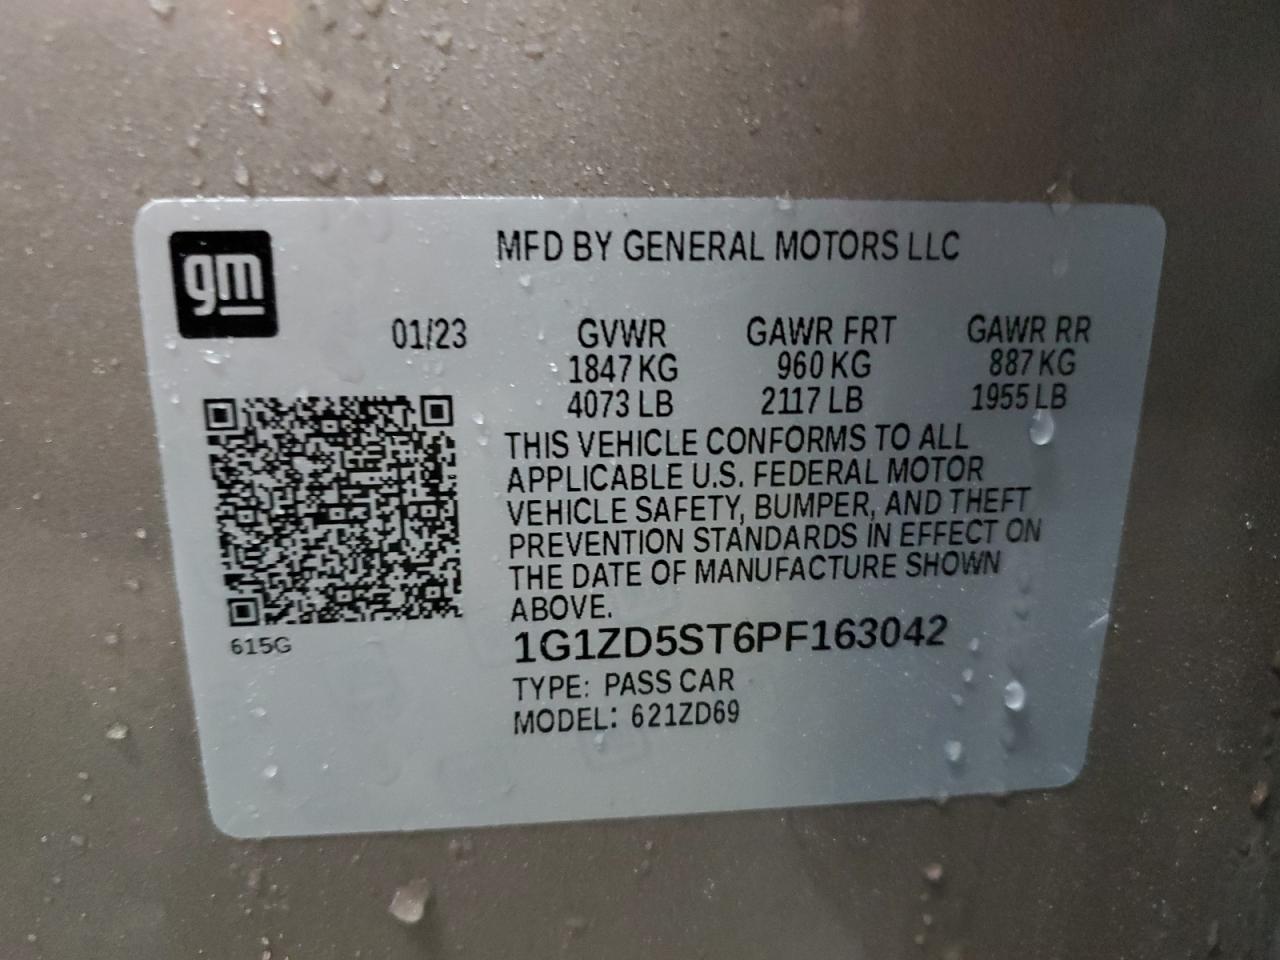 gm
MFD BY GENERAL MOTORS LLC
01/23 GVWR GAWR FRT GAWR RR
1847 KG 960 KG 887 KG
4073 LB 2117 LB 1955 LB
THIS VEHICLE CONFORMS TO ALL
APPLICABLE U.S. FEDERAL MOTOR
VEHICLE SAFETY, BUMPER, AND THEFT
PREVENTION STANDARDS IN EFFECT ON
THE DATE OF MANUFACTURE SHOWN
ABOVE.
615G
1G1ZD5ST6PF163042
TYPE: PASS CAR
MODEL: 621ZD69